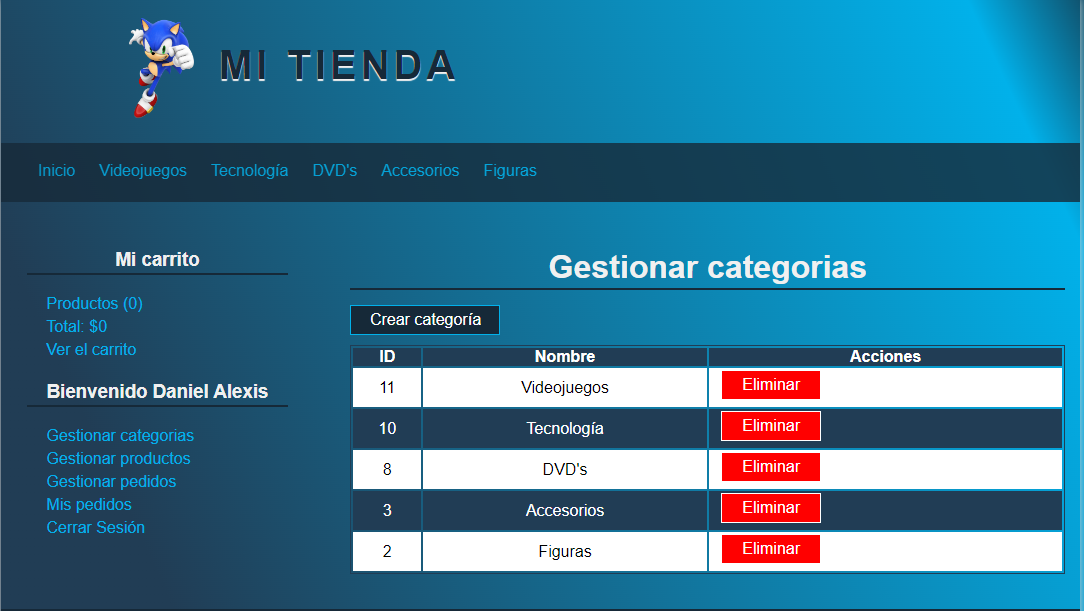 MI TIENDA
Inicio Videojuegos Tecnología DVD's Accesorios Figuras
Mi carrito
Productos (0)
Total: $0
Ver el carrito
Bienvenido Daniel Alexis
Gestionar categorias
Gestionar productos
Gestionar pedidos
Mis pedidos
Cerrar Sesión
Gestionar categorias
Crear categoría
ID Nombre Acciones
11 Videojuegos Eliminar
10 Tecnología Eliminar
8 DVD's Eliminar
3 Accesorios Eliminar
2 Figuras Eliminar